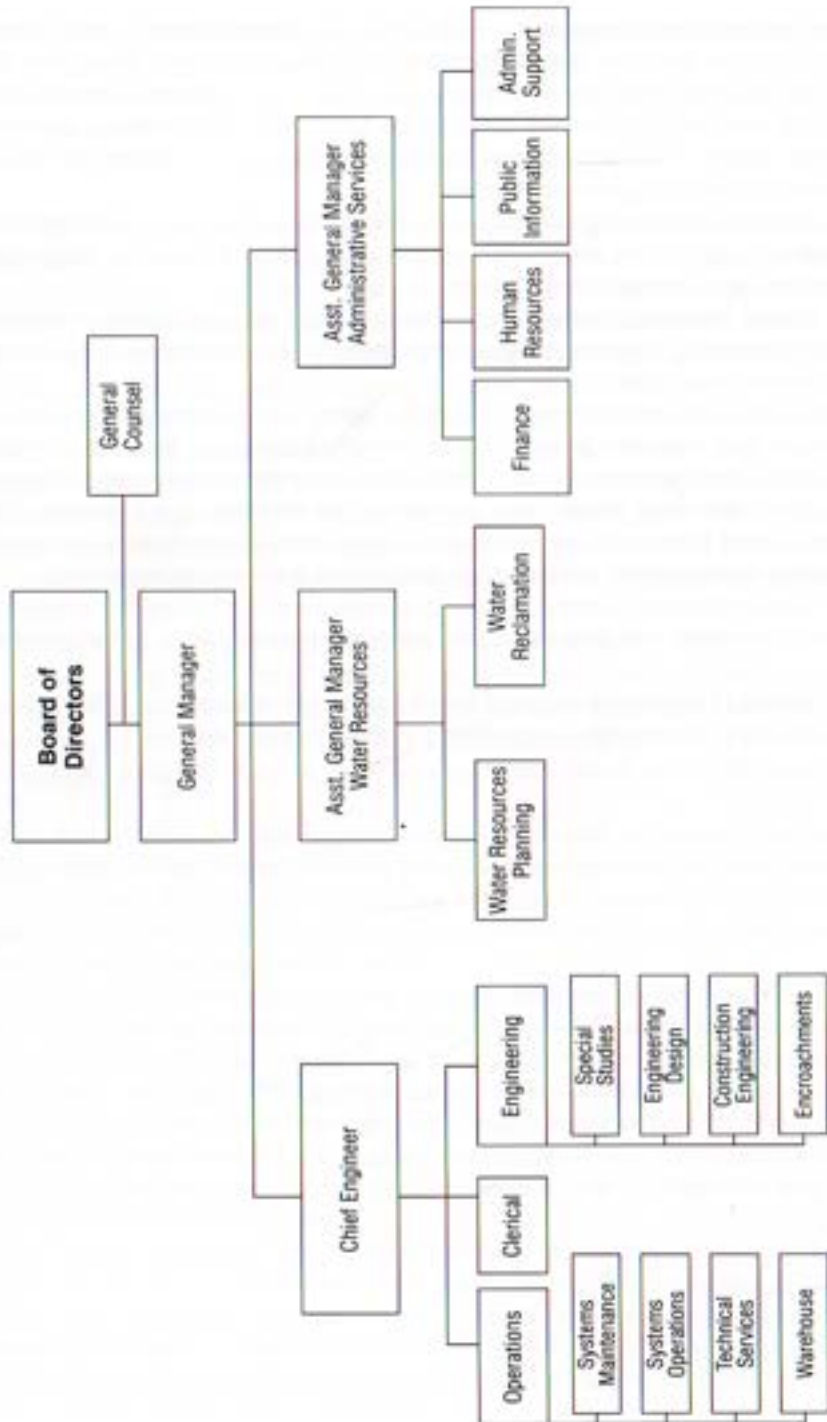 Board of
Directors
General
Counsel
General Manager
Chief Engineer
Asst. General Manager
Water Resources
Asst. General Manager
Administrative Services
Operations
Clerical
Engineering
Water Resources
Planning
Water
Reclamation
Finance
Human
Resources
Public
Information
Admin.
Support
Systems
Maintenance
Systems
Operations
Technical
Services
Warehouse
Special
Studies
Engineering
Design
Construction
Engineering
Encroachments